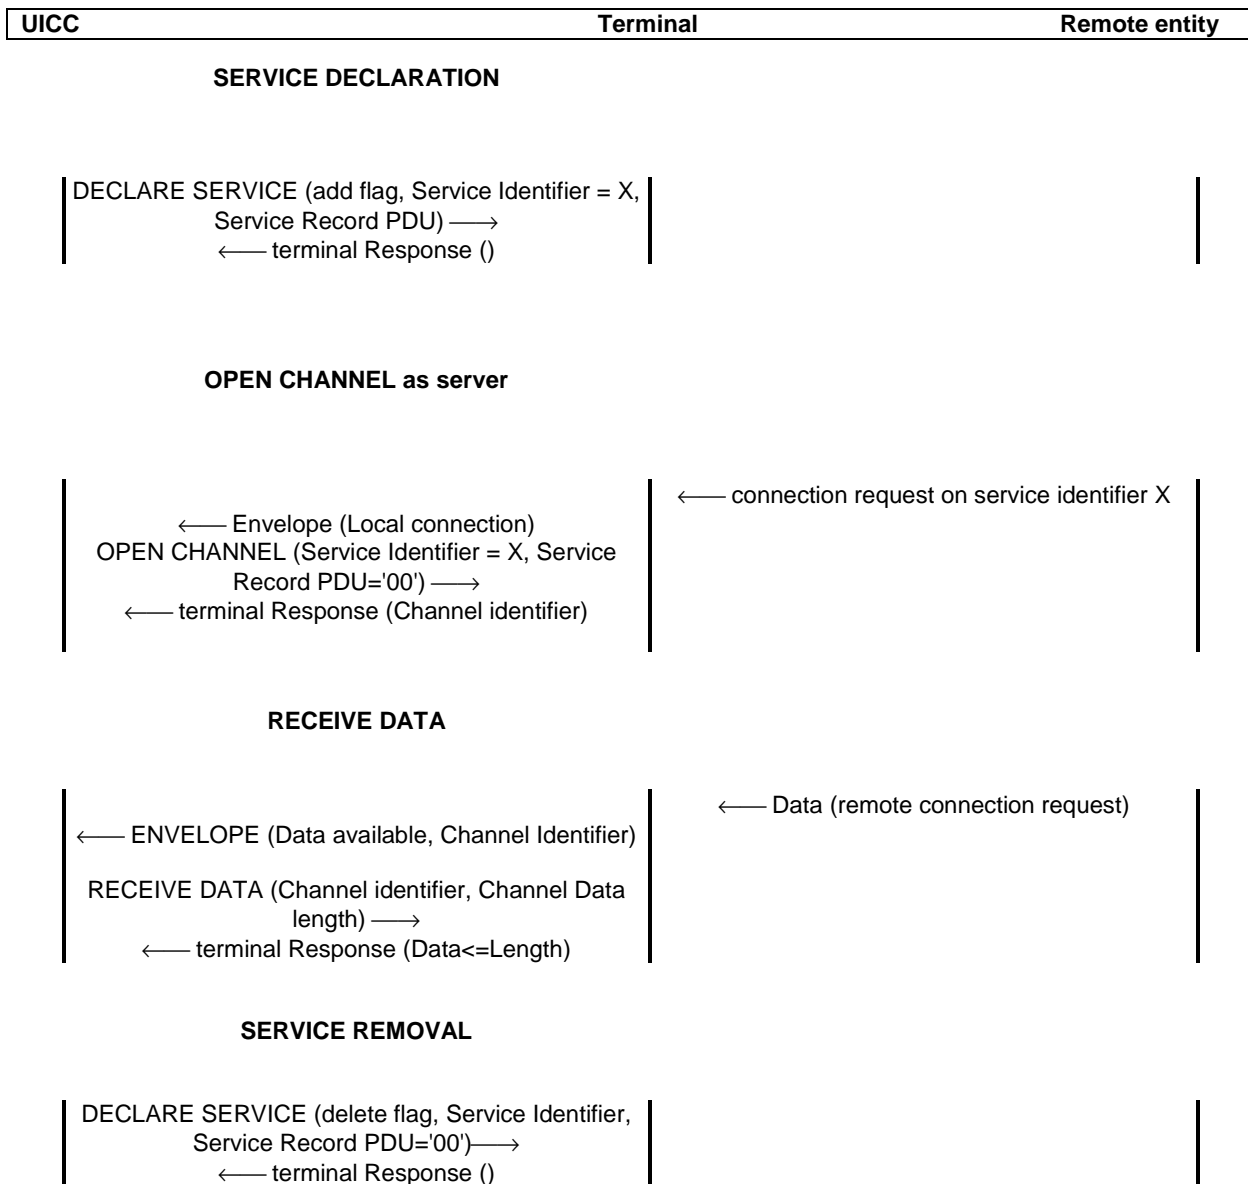 UICC Terminal Remote entity
SERVICE DECLARATION
DECLARE SERVICE (add flag, Service Identifier = X,
Service Record PDU) ⟶
⟵ terminal Response ()
OPEN CHANNEL as server
⟵ connection request on service identifier X
⟵ Envelope (Local connection)
OPEN CHANNEL (Service Identifier = X, Service
Record PDU='00') ⟶
⟵ terminal Response (Channel identifier)
RECEIVE DATA
⟵ Data (remote connection request)
⟵ ENVELOPE (Data available, Channel Identifier)
RECEIVE DATA (Channel identifier, Channel Data
length) ⟶
⟵ terminal Response (Data<=Length)
SERVICE REMOVAL
DECLARE SERVICE (delete flag, Service Identifier,
Service Record PDU='00')⟶
⟵ terminal Response ()